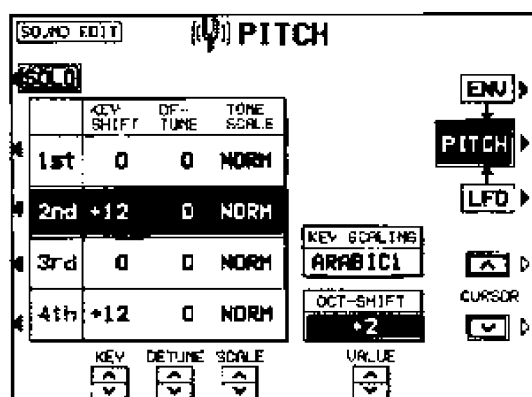 SOUND EDIT
PITCH
SOLO
ENV
KEY SHIFT
DE-TUNE
TONE SCALE
1st 0 0 NORM
PITCH
2nd +12 0 NORM
LFO
KEY SCALING
3rd 0 0 NORM
ARABIC1
OCT-SHIFT
CURSOR
4th +12 0 NORM
+2
KEY DETUNE SCALE VALUE